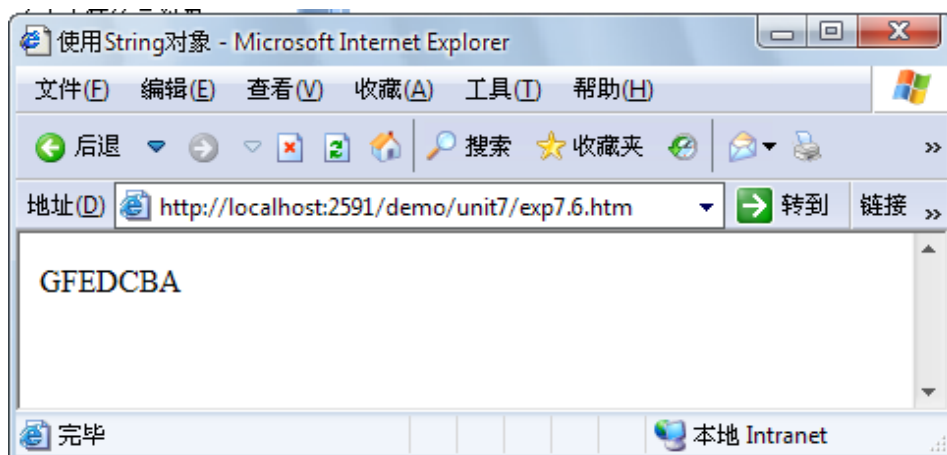 使用String对象 - Microsoft Internet Explorer
文件(F) 编辑(E) 查看(V) 收藏(A) 工具(T) 帮助(H)
后退 搜索 收藏夹 »
地址(D) http://localhost:2591/demo/unit7/exp7.6.htm 转到 链接 »
GFEDCBA
完毕 本地 Intranet